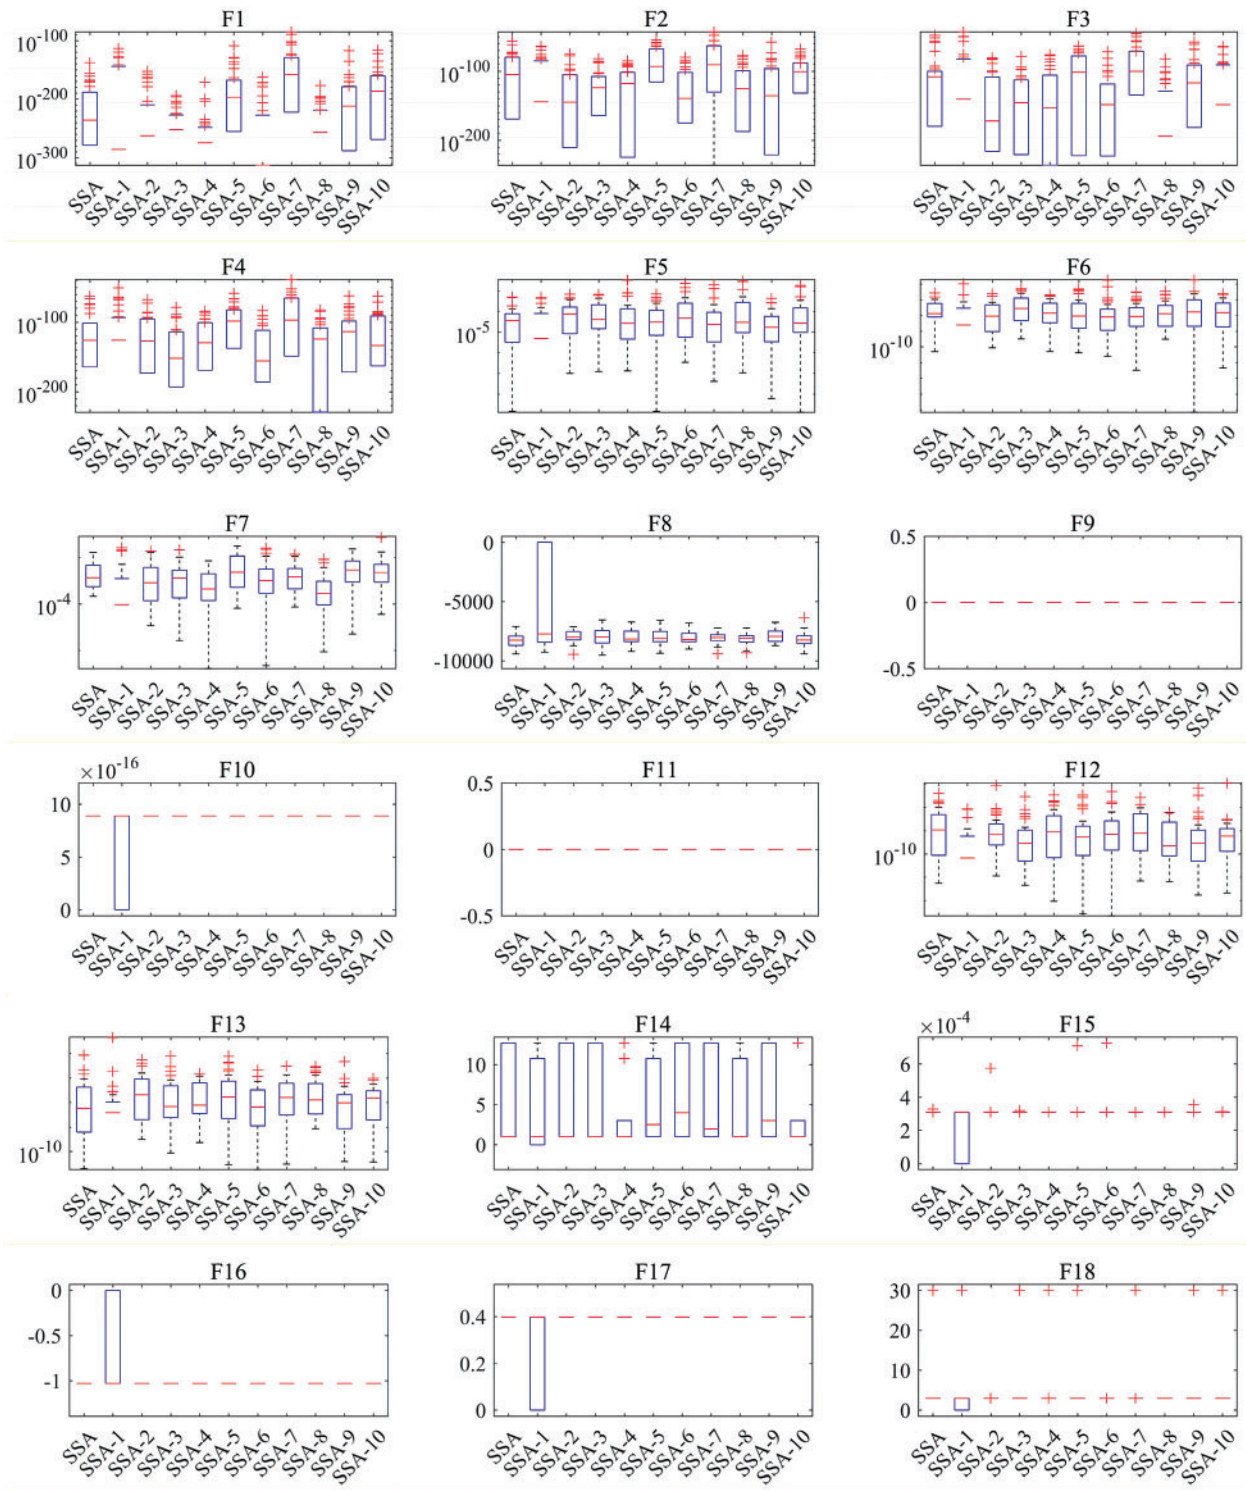 F1 F2 F3
10^-100
10^-200
10^-300
10^-100
10^-200
SSA SSA-1 SSA-2 SSA-3 SSA-4 SSA-5 SSA-6 SSA-7 SSA-8 SSA-9 SSA-10
SSA SSA-1 SSA-2 SSA-3 SSA-4 SSA-5 SSA-6 SSA-7 SSA-8 SSA-9 SSA-10
SSA SSA-1 SSA-2 SSA-3 SSA-4 SSA-5 SSA-6 SSA-7 SSA-8 SSA-9 SSA-10
F4 F5 F6
10^-100
10^-200
10^-5
10^-10
SSA SSA-1 SSA-2 SSA-3 SSA-4 SSA-5 SSA-6 SSA-7 SSA-8 SSA-9 SSA-10
SSA SSA-1 SSA-2 SSA-3 SSA-4 SSA-5 SSA-6 SSA-7 SSA-8 SSA-9 SSA-10
SSA SSA-1 SSA-2 SSA-3 SSA-4 SSA-5 SSA-6 SSA-7 SSA-8 SSA-9 SSA-10
F7 F8 F9
10^-4
0
-5000
-10000
0.5
0
-0.5
SSA SSA-1 SSA-2 SSA-3 SSA-4 SSA-5 SSA-6 SSA-7 SSA-8 SSA-9 SSA-10
SSA SSA-1 SSA-2 SSA-3 SSA-4 SSA-5 SSA-6 SSA-7 SSA-8 SSA-9 SSA-10
SSA SSA-1 SSA-2 SSA-3 SSA-4 SSA-5 SSA-6 SSA-7 SSA-8 SSA-9 SSA-10
×10^-16 F10 F11 F12
10
5
0
0.5
0
-0.5
10^-10
SSA SSA-1 SSA-2 SSA-3 SSA-4 SSA-5 SSA-6 SSA-7 SSA-8 SSA-9 SSA-10
SSA SSA-1 SSA-2 SSA-3 SSA-4 SSA-5 SSA-6 SSA-7 SSA-8 SSA-9 SSA-10
SSA SSA-1 SSA-2 SSA-3 SSA-4 SSA-5 SSA-6 SSA-7 SSA-8 SSA-9 SSA-10
F13 F14 ×10^-4 F15
10^-10
10
5
0
6
4
2
0
SSA SSA-1 SSA-2 SSA-3 SSA-4 SSA-5 SSA-6 SSA-7 SSA-8 SSA-9 SSA-10
SSA SSA-1 SSA-2 SSA-3 SSA-4 SSA-5 SSA-6 SSA-7 SSA-8 SSA-9 SSA-10
SSA SSA-1 SSA-2 SSA-3 SSA-4 SSA-5 SSA-6 SSA-7 SSA-8 SSA-9 SSA-10
F16 F17 F18
0
-0.5
-1
0.4
0.2
0
30
20
10
0
SSA SSA-1 SSA-2 SSA-3 SSA-4 SSA-5 SSA-6 SSA-7 SSA-8 SSA-9 SSA-10
SSA SSA-1 SSA-2 SSA-3 SSA-4 SSA-5 SSA-6 SSA-7 SSA-8 SSA-9 SSA-10
SSA SSA-1 SSA-2 SSA-3 SSA-4 SSA-5 SSA-6 SSA-7 SSA-8 SSA-9 SSA-10